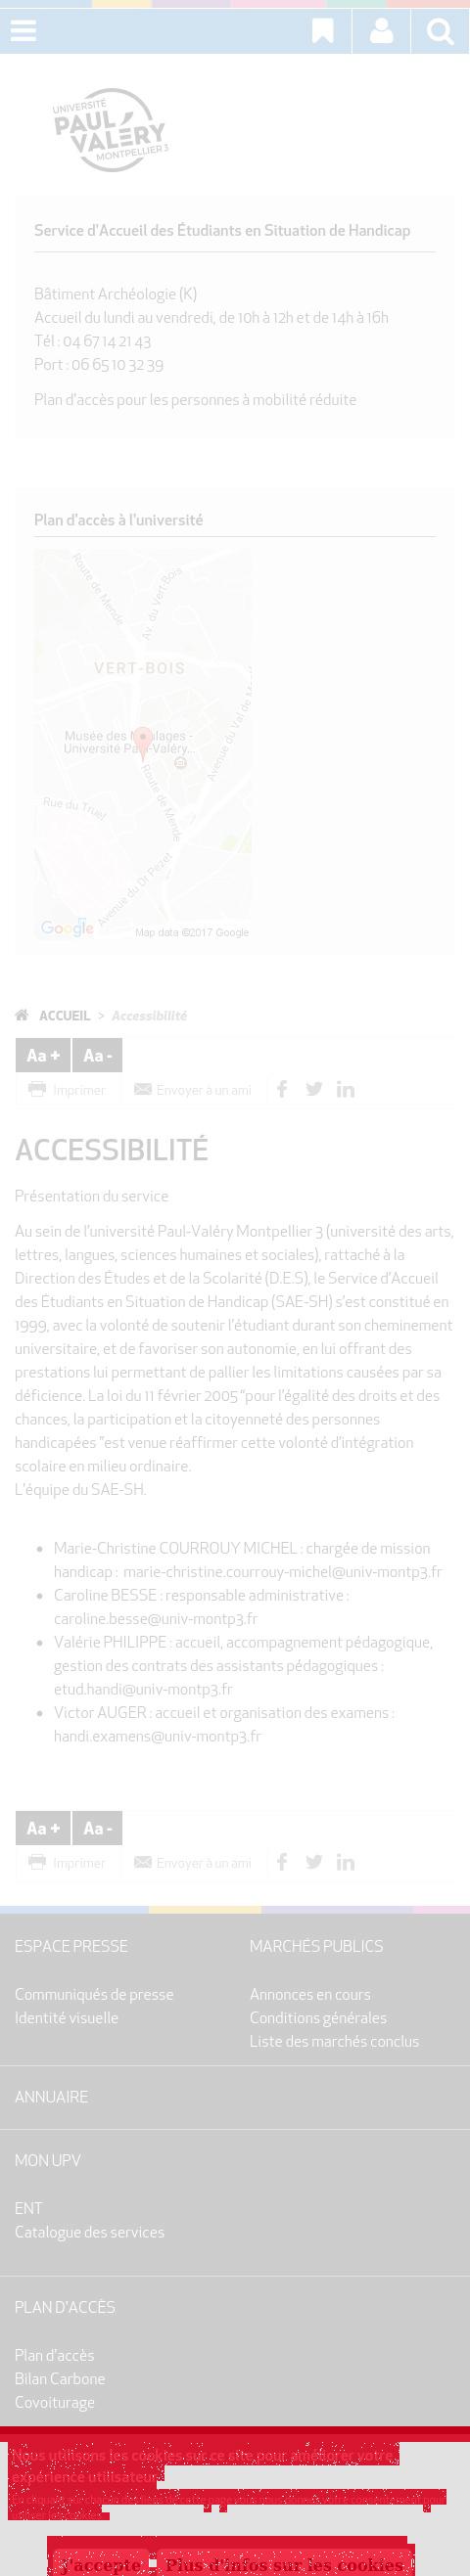 UNIVERSITÉ
PAUL
VALÉRY
MONTPELLIER 3
Service d'Accueil des Étudiants en Situation de Handicap
Bâtiment Archéologie (K)
Accueil du lundi au vendredi, de 10h à 12h et de 14h à 16h
Tél : 04 67 14 21 43
Port : 06 65 10 32 39
Plan d'accès pour les personnes à mobilité réduite
Plan d'accès à l'université
Route de Mende
Av. du Vert-Bois
VERT-BOIS
Avenue du Val de M
Musée des Moulages -
Université Paul-Valéry...
Rue du Truel
Route de Mende
Avenue du Dr Pezet
Google
Map data ©2017 Google
ACCUEIL > Accessibilité
Aa + Aa -
Imprimer Envoyer à un ami
ACCESSIBILITÉ
Présentation du service
Au sein de l'université Paul-Valéry Montpellier 3 (université des arts,
lettres, langues, sciences humaines et sociales), rattaché à la
Direction des Études et de la Scolarité (D.E.S), le Service d'Accueil
des Étudiants en Situation de Handicap (SAE-SH) s'est constitué en
1999, avec la volonté de soutenir l'étudiant durant son cheminement
universitaire, et de favoriser son autonomie, en lui offrant des
prestations lui permettant de pallier les limitations causées par sa
déficience. La loi du 11 février 2005 "pour l'égalité des droits et des
chances, la participation et la citoyenneté des personnes
handicapées "est venue réaffirmer cette volonté d'intégration
scolaire en milieu ordinaire.
L'équipe du SAE-SH.
Marie-Christine COURROUY MICHEL : chargée de mission
handicap : marie-christine.courrouy-michel@univ-montp3.fr
Caroline BESSE : responsable administrative :
caroline.besse@univ-montp3.fr
Valérie PHILIPPE : accueil, accompagnement pédagogique,
gestion des contrats des assistants pédagogiques :
etud.handi@univ-montp3.fr
Victor AUGER : accueil et organisation des examens :
handi.examens@univ-montp3.fr
Aa + Aa -
Imprimer Envoyer à un ami
ESPACE PRESSE MARCHÉS PUBLICS
Communiqués de presse Annonces en cours
Identité visuelle Conditions générales
Liste des marchés conclus
ANNUAIRE
MON UPV
ENT
Catalogue des services
PLAN D'ACCÈS
Plan d'accès
Bilan Carbone
Covoiturage
Nous utilisons les cookies sur ce site pour améliorer votre
expérience utilisateur.
J'accepte Plus d'infos sur les cookies